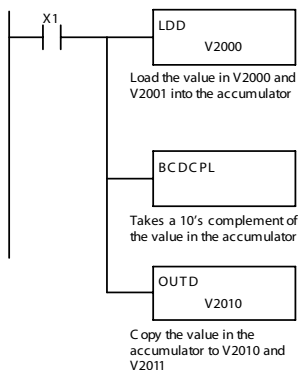 X1
LDD
V2000
Load the value in V2000 and
V2001 into the accumulator
BCDCPL
Takes a 10's complement of
the value in the accumulator
OUTD
V2010
Copy the value in the
accumulator to V2010 and
V2011